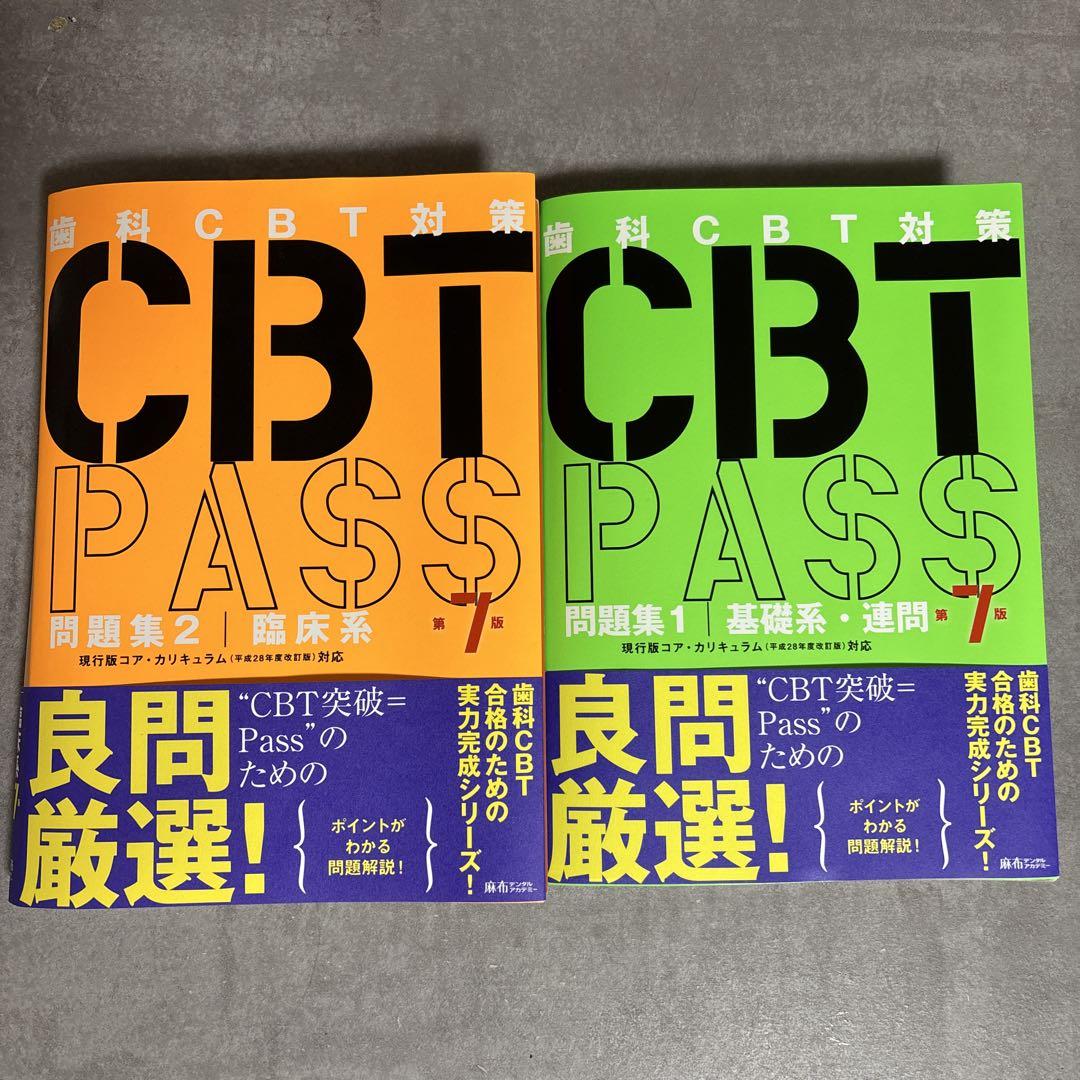 歯科CBT対策
CBT
PASS
問題集2|臨床系
第7版
現行版コア・カリキュラム(平成28年度改訂版)対応
良問
厳選!
“CBT突破=
Pass”の
ための
ポイントが
わかる
問題解説!
歯科CBT
合格のための
実力完成シリーズ!
麻布デンタルアカデミー
歯科CBT対策
CBT
PASS
問題集1|基礎系・連問
第7版
現行版コア・カリキュラム(平成28年度改訂版)対応
良問
厳選!
“CBT突破=
Pass”の
ための
ポイントが
わかる
問題解説!
歯科CBT
合格のための
実力完成シリーズ!
麻布デンタルアカデミー